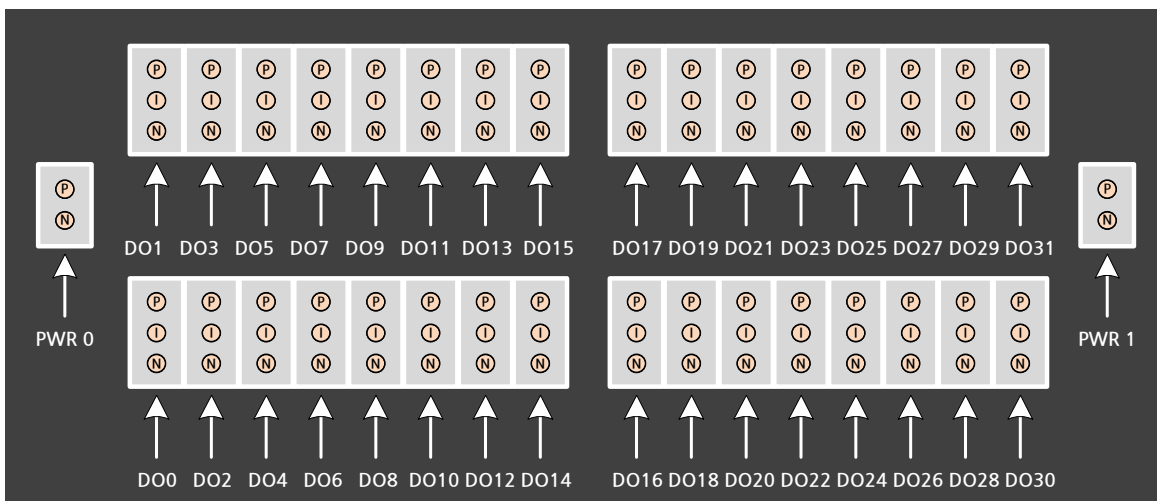 P P P P P P P P P P P P P P P P
I I I I I I I I I I I I I I I I
N N N N N N N N N N N N N N N N
P P
N N
DO1 DO3 DO5 DO7 DO9 DO11 DO13 DO15 DO17 DO19 DO21 DO23 DO25 DO27 DO29 DO31
P P P P P P P P P P P P P P P P
I I I I I I I I I I I I I I I I
PWR 0 PWR 1
N N N N N N N N N N N N N N N N
DO0 DO2 DO4 DO6 DO8 DO10 DO12 DO14 DO16 DO18 DO20 DO22 DO24 DO26 DO28 DO30